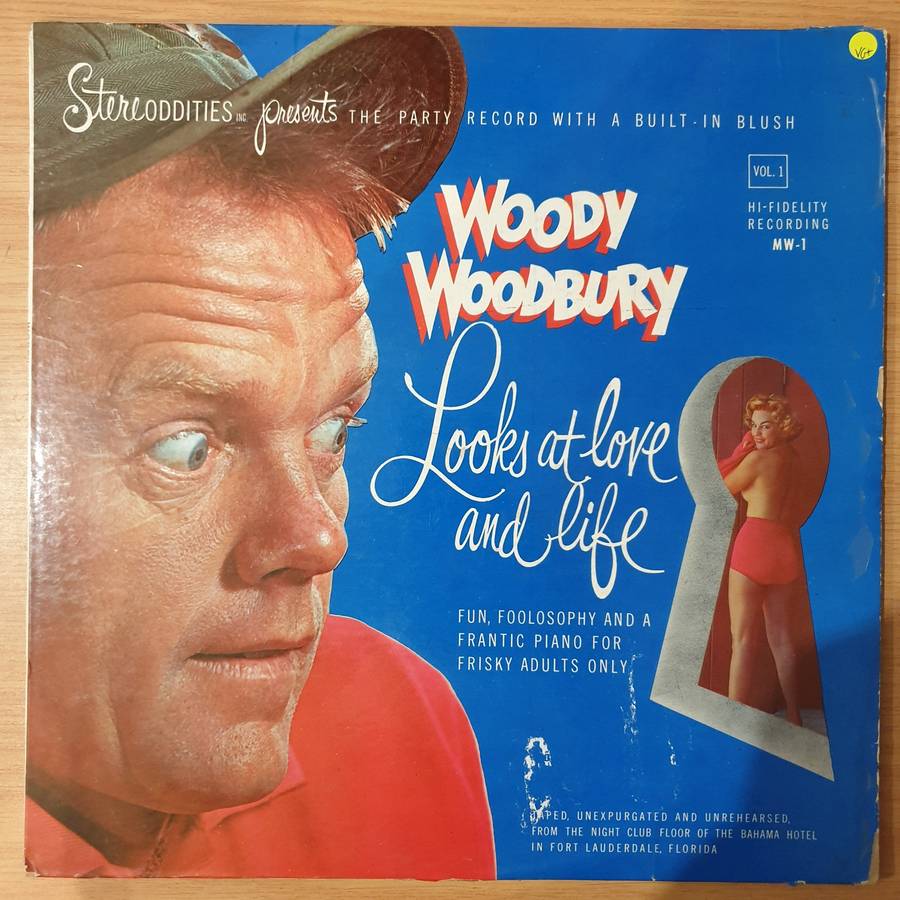 VG+
StereODDITIES INC. presents THE PARTY RECORD WITH A BUILT-IN BLUSH
VOL. 1
HI-FIDELITY
RECORDING
MW-1
WOODY
WOODBURY
Looks at love
and life
FUN, FOOLOSOPHY AND A
FRANTIC PIANO FOR
FRISKY ADULTS ONLY
UNEXPURGATED AND UNREHEARSED,
FROM THE NIGHT CLUB FLOOR OF THE BAHAMA HOTEL
IN FORT LAUDERDALE, FLORIDA